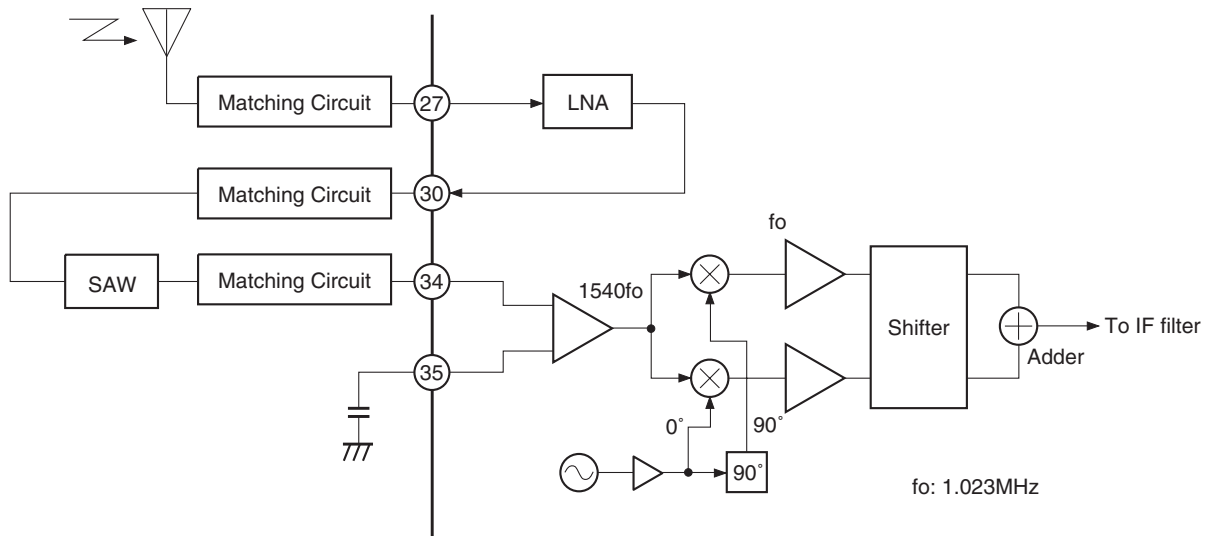 Matching Circuit
27
LNA
Matching Circuit
30
SAW
Matching Circuit
34
1540fo
fo
Shifter
To IF filter
Adder
35
0°
90°
90°
fo: 1.023MHz